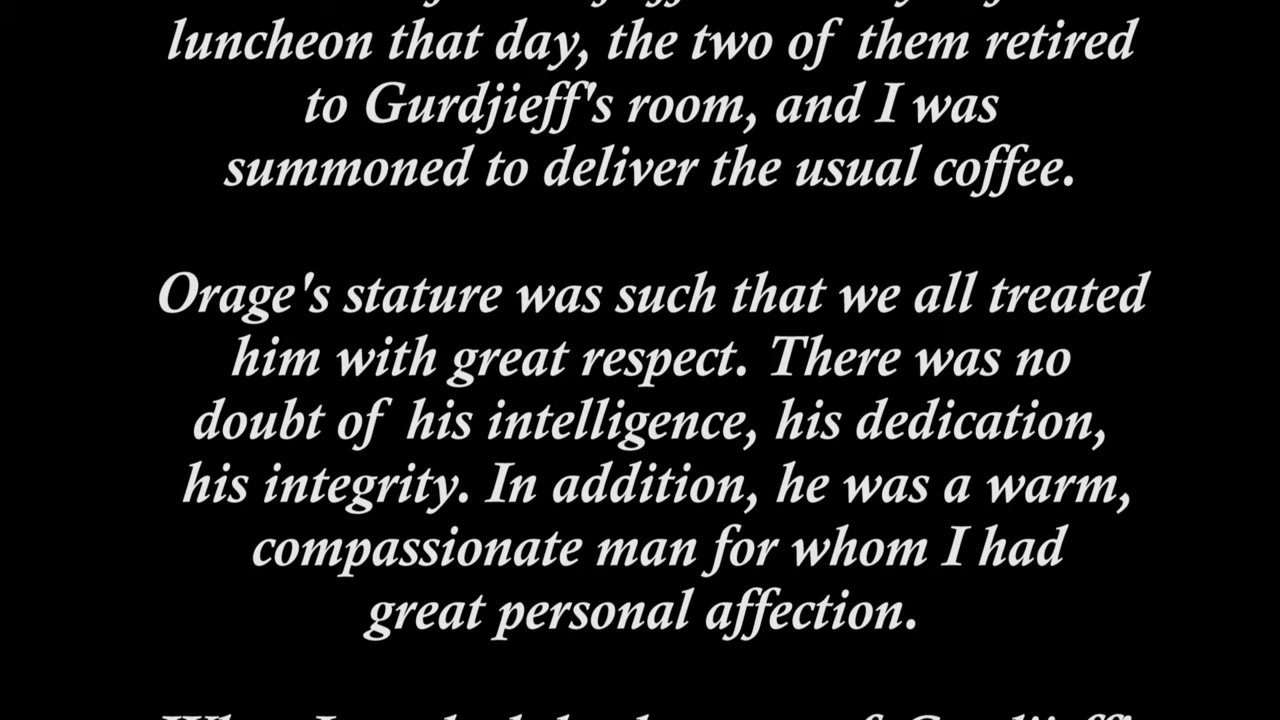 luncheon that day, the two of them retired
to Gurdjieff's room, and I was
summoned to deliver the usual coffee.
Orage's stature was such that we all treated
him with great respect. There was no
doubt of his intelligence, his dedication,
his integrity. In addition, he was a warm,
compassionate man for whom I had
great personal affection.